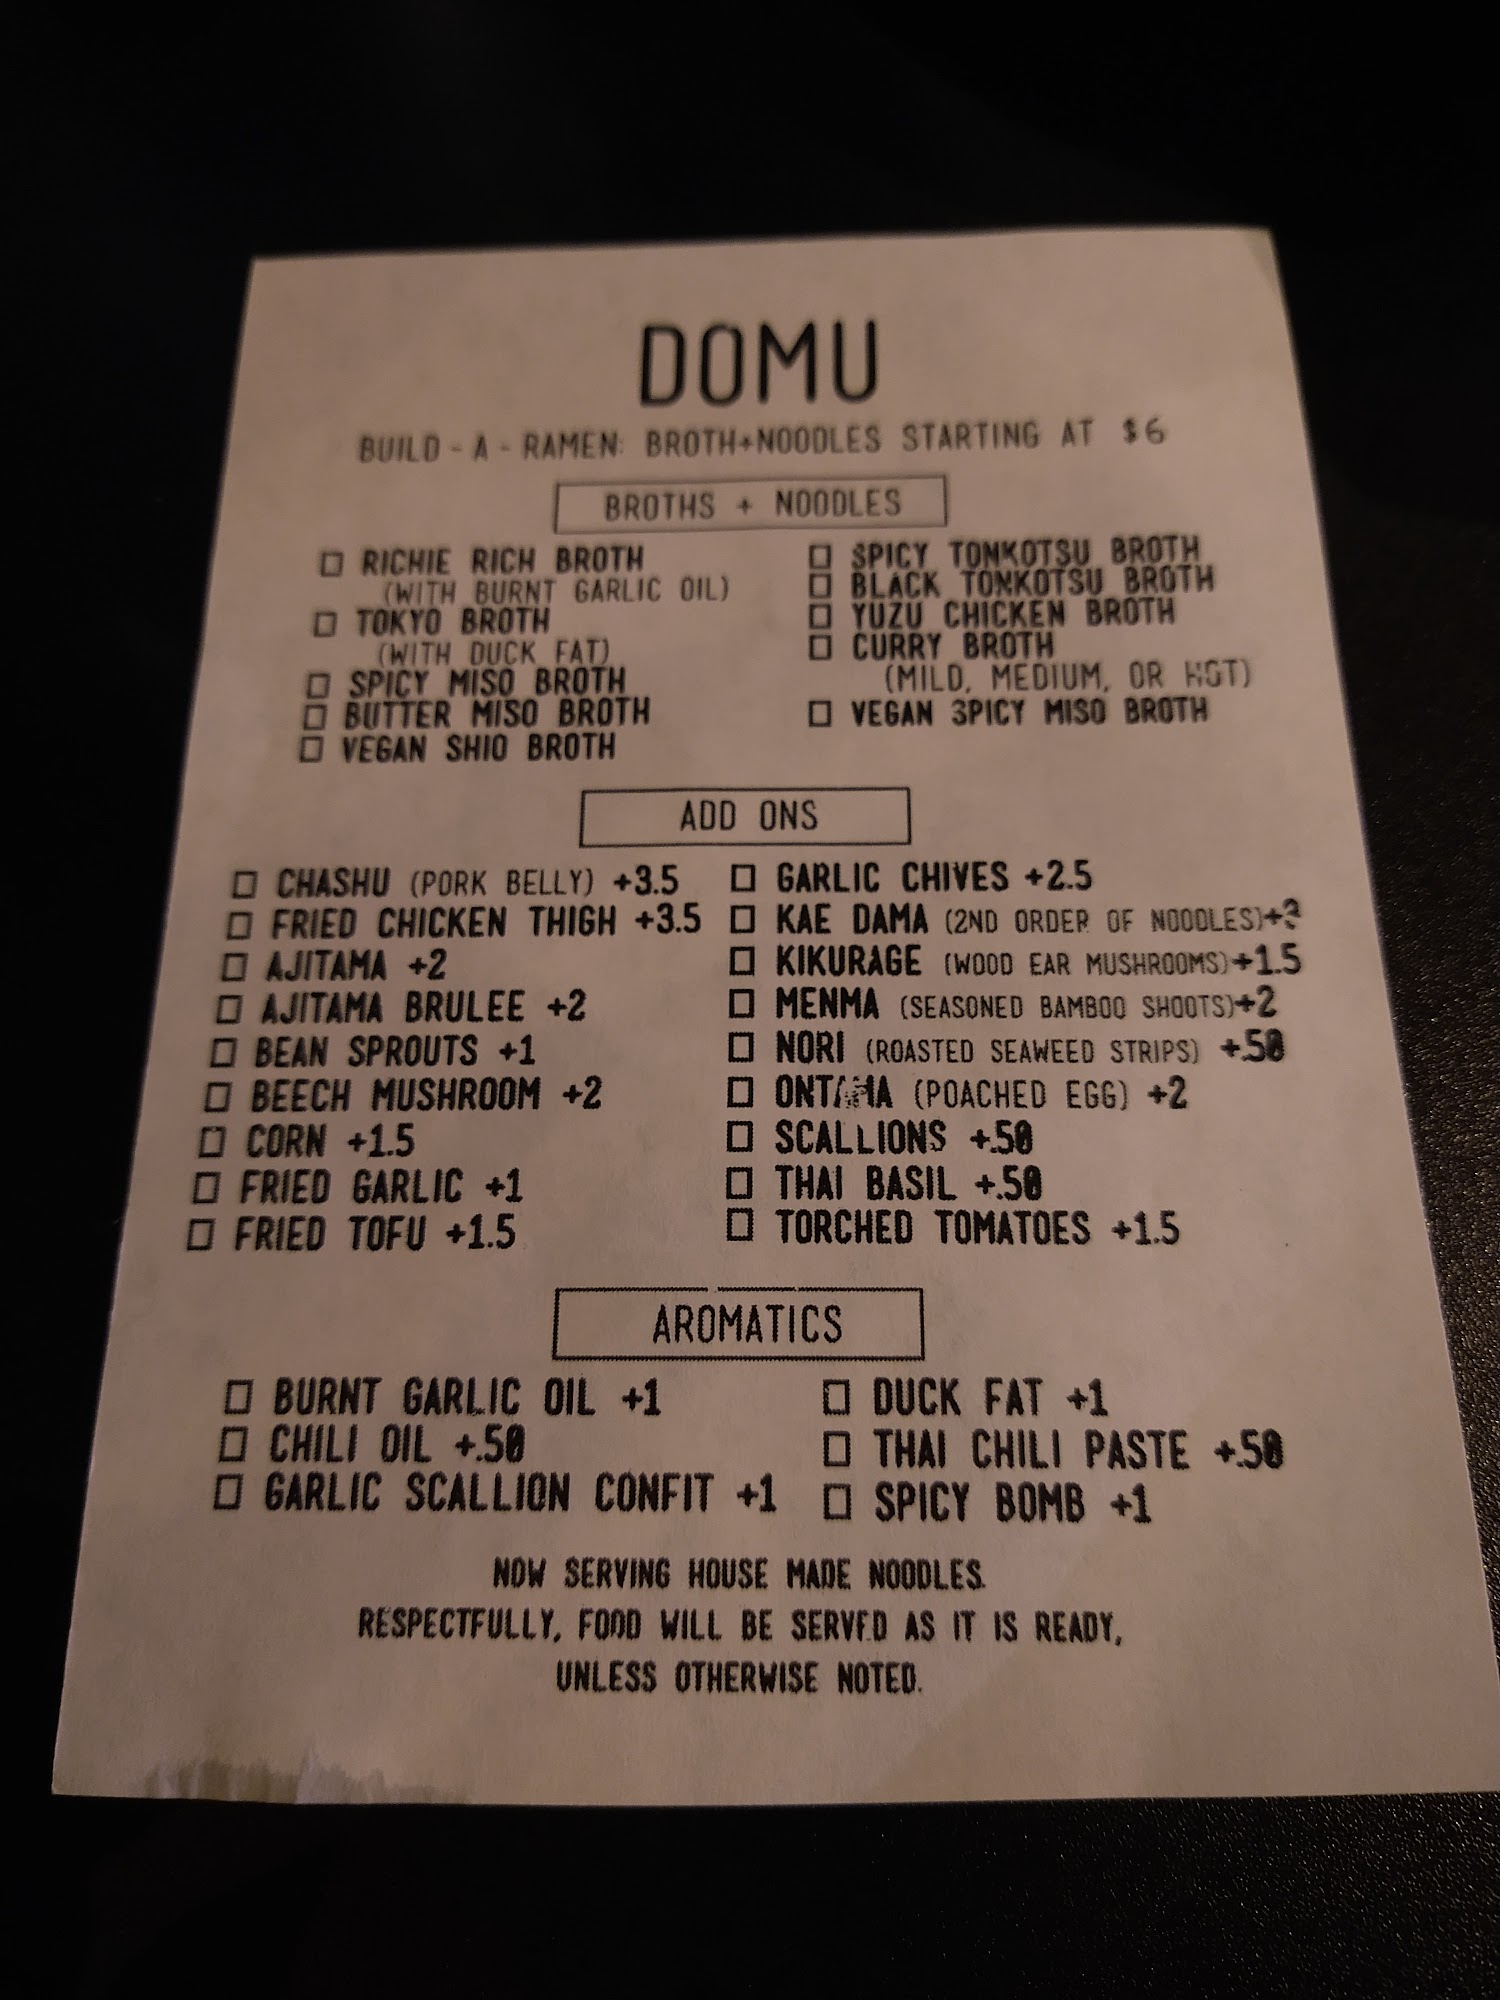 DOMU
BUILD - A - RAMEN: BROTH+NOODLES STARTING AT $6
BROTHS + NOODLES
RICHIE RICH BROTH
(WITH BURNT GARLIC OIL)
TOKYO BROTH
(WITH DUCK FAT)
SPICY MISO BROTH
BUTTER MISO BROTH
VEGAN SHIO BROTH
SPICY TONKOTSU BROTH
BLACK TONKOTSU BROTH
YUZU CHICKEN BROTH
CURRY BROTH
(MILD, MEDIUM, OR HOT)
VEGAN SPICY MISO BROTH
ADD ONS
CHASHU (PORK BELLY) +3.5
FRIED CHICKEN THIGH +3.5
AJITAMA +2
AJITAMA BRULEE +2
BEAN SPROUTS +1
BEECH MUSHROOM +2
CORN +1.5
FRIED GARLIC +1
FRIED TOFU +1.5
GARLIC CHIVES +2.5
KAE DAMA (2ND ORDER OF NOODLES)
KIKURAGE (WOOD EAR MUSHROOMS)+1.5
MENMA (SEASONED BAMBOO SHOOTS)+2
NORI (ROASTED SEAWEED STRIPS) +.50
ONTAMA (POACHED EGG) +2
SCALLIONS +.50
THAI BASIL +.50
TORCHED TOMATOES +1.5
AROMATICS
BURNT GARLIC OIL +1
CHILI OIL +.50
GARLIC SCALLION CONFIT +1
DUCK FAT +1
THAI CHILI PASTE +.50
SPICY BOMB +1
NOW SERVING HOUSE MADE NOODLES.
RESPECTFULLY, FOOD WILL BE SERVED AS IT IS READY,
UNLESS OTHERWISE NOTED.